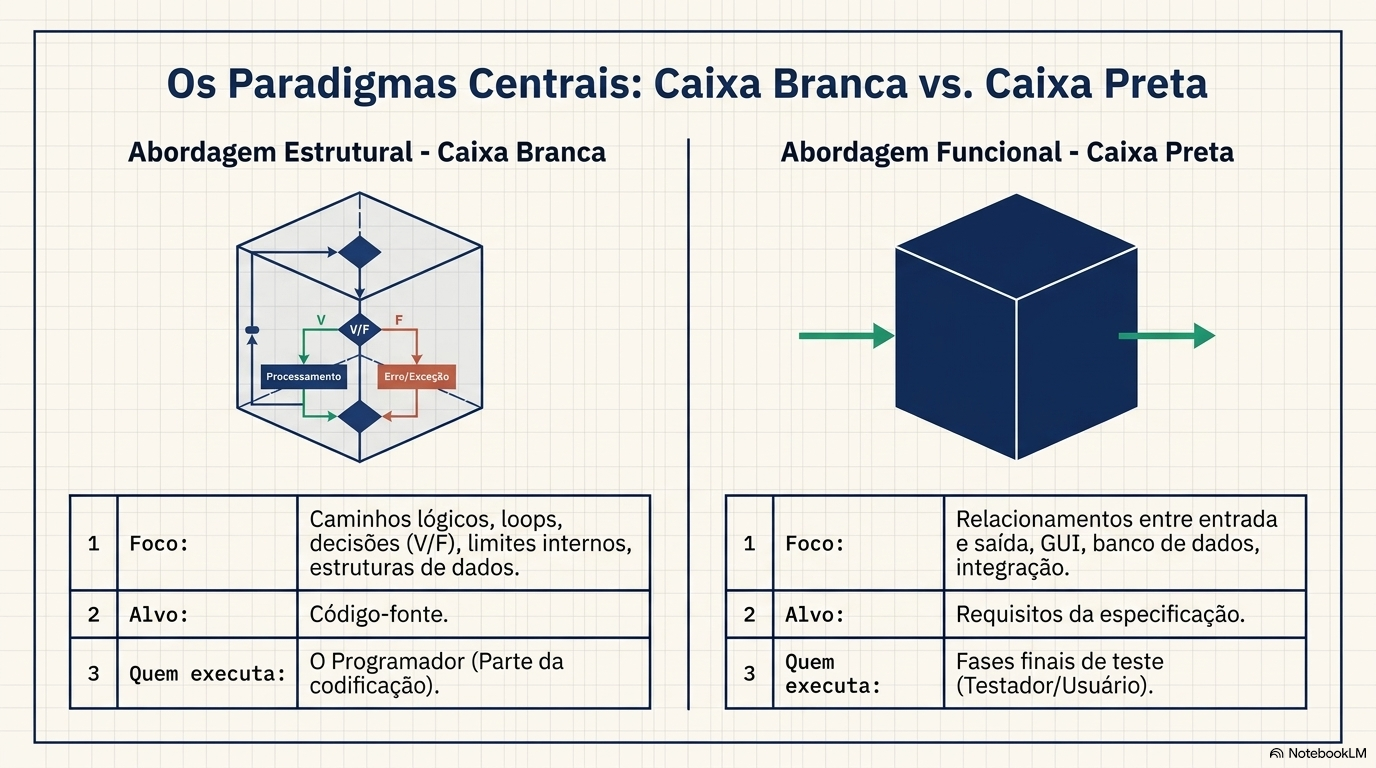 Os Paradigmas Centrais: Caixa Branca vs. Caixa Preta
Abordagem Estrutural - Caixa Branca
V
V/F
F
Processamento
Erro/Exceção
1
Foco:
Caminhos lógicos, loops,
decisões (V/F), limites internos,
estruturas de dados.
2
Alvo:
Código-fonte.
3
Quem executa:
O Programador (Parte da
codificação).
Abordagem Funcional - Caixa Preta
1
Foco:
Relacionamentos entre entrada
e saída, GUI, banco de dados,
integração.
2
Alvo:
Requisitos da especificação.
3
Quem
executa:
Fases finais de teste
(Testador/Usuário).
NotebookLM